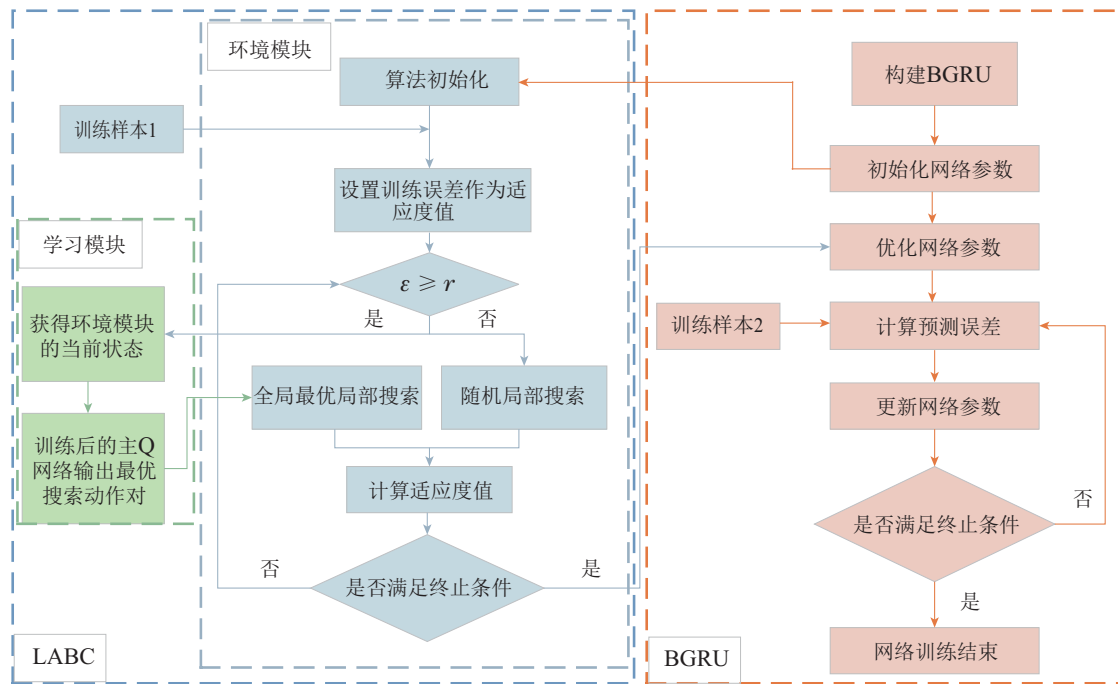 环境模块
算法初始化
训练样本1
设置训练误差作为适
应度值
学习模块
ε ≥ r
是
否
获得环境模块
的当前状态
全局最优局部搜索
随机局部搜索
训练后的主Q
网络输出最优
搜索动作对
计算适应度值
否
是否满足终止条件
是
LABC
构建BGRU
初始化网络参数
优化网络参数
训练样本2
计算预测误差
更新网络参数
否
是否满足终止条件
是
网络训练结束
BGRU